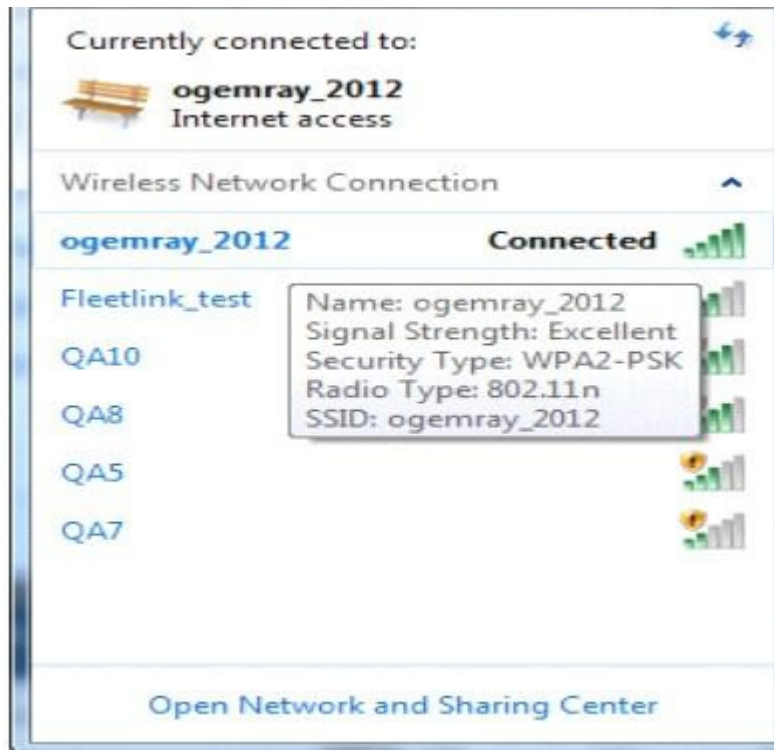 Currently connected to:
ogemray_2012
Internet access
Wireless Network Connection
ogemray_2012 Connected
Fleetlink_test
Name: ogemray_2012
Signal Strength: Excellent
QA10
Security Type: WPA2-PSK
Radio Type: 802.11n
QA8
SSID: ogemray_2012
QA5
QA7
Open Network and Sharing Center